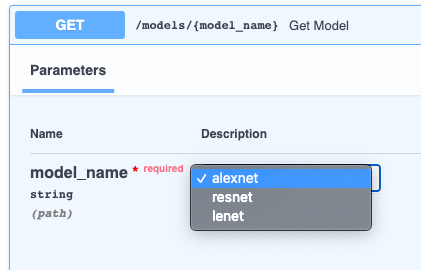 GET /models/{model_name} Get Model
Parameters
Name Description
model_name * required
string
(path)
✓ alexnet
resnet
lenet